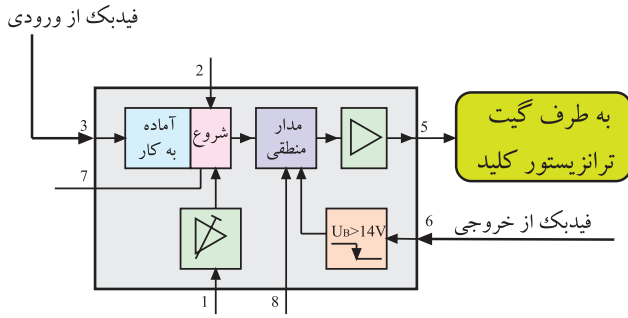 فیدبک از ورودی
2
3
آماده
به کار
شروع
مدار
منطقی
5
به طرف گیت
ترانزیستور کلید
7
6
فیدبک از خروجی
UB>14V
1
8